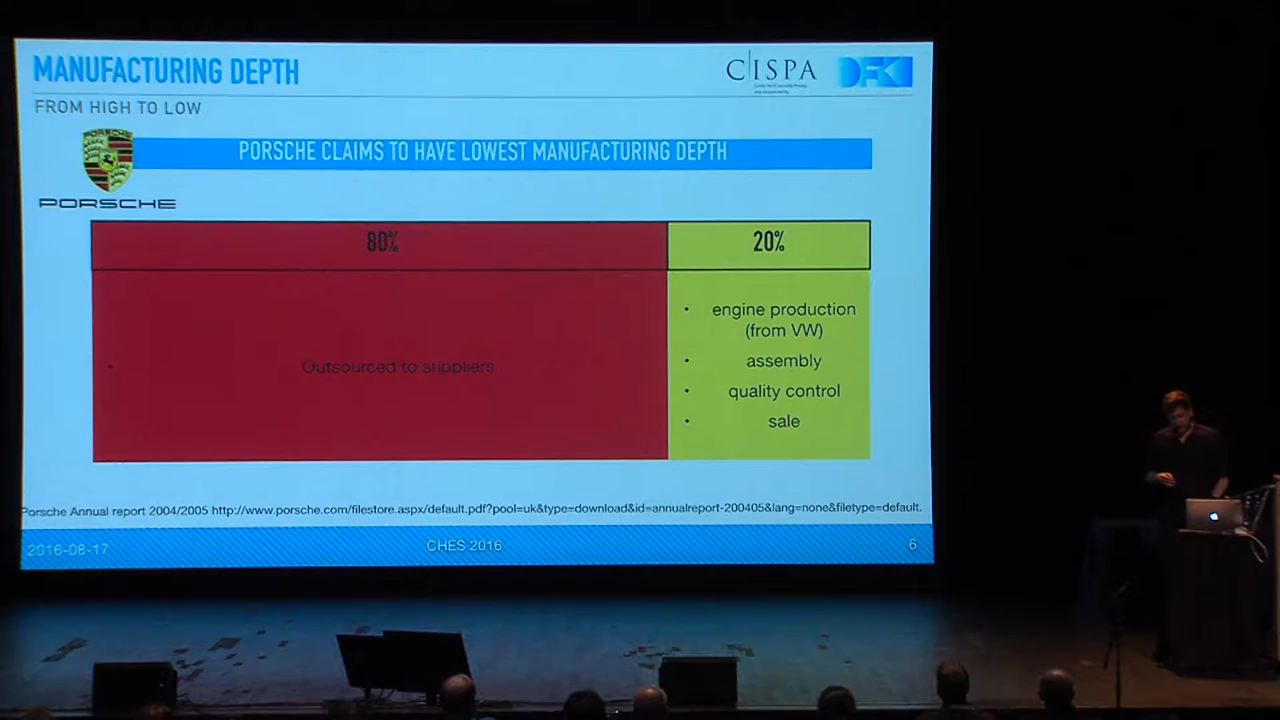 MANUFACTURING DEPTH
CISPA
DFKI
FROM HIGH TO LOW
PORSCHE
PORSCHE CLAIMS TO HAVE LOWEST MANUFACTURING DEPTH
PORSCHE
80%
20%
• Outsourced to suppliers
• engine production
(from VW)
• assembly
• quality control
• sale
Porsche Annual report 2004/2005 http://www.porsche.com/filestore.aspx/default.pdf?pool=uk&type=download&id=annualreport-200405&lang=none&filetype=default.
2016-08-17
CHES 2016
6